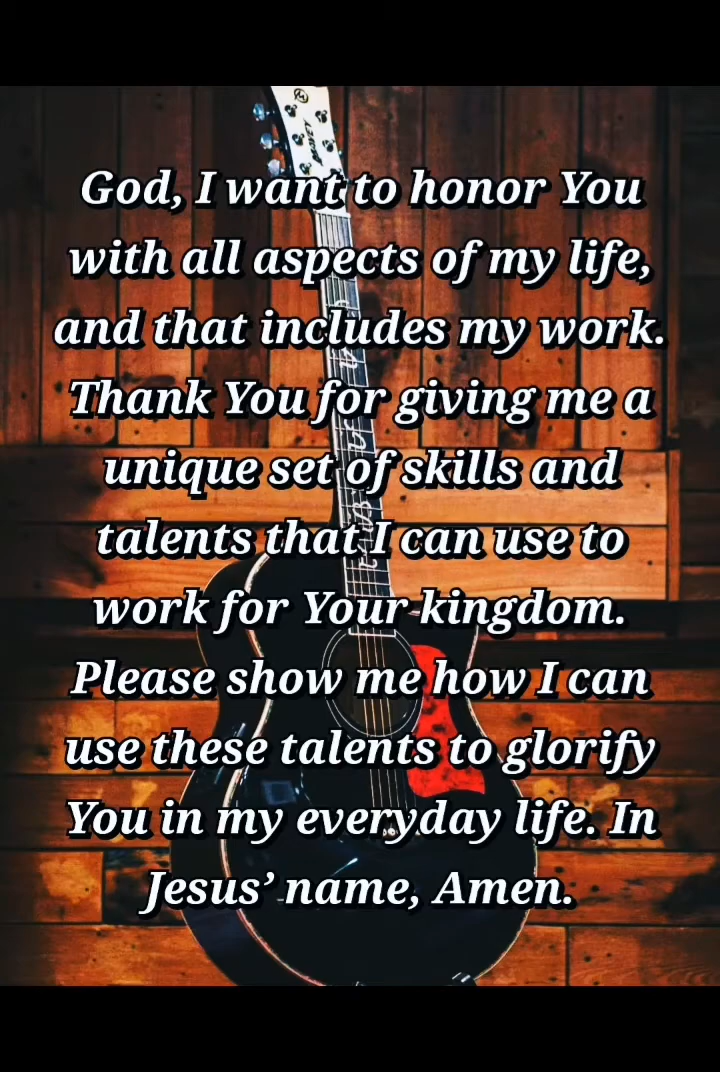 God, I want to honor You
with all aspects of my life,
and that includes my work.
Thank You for giving me a
unique set of skills and
talents that I can use to
work for Your kingdom.
Please show me how I can
use these talents to glorify
You in my everyday life. In
Jesus’ name, Amen.